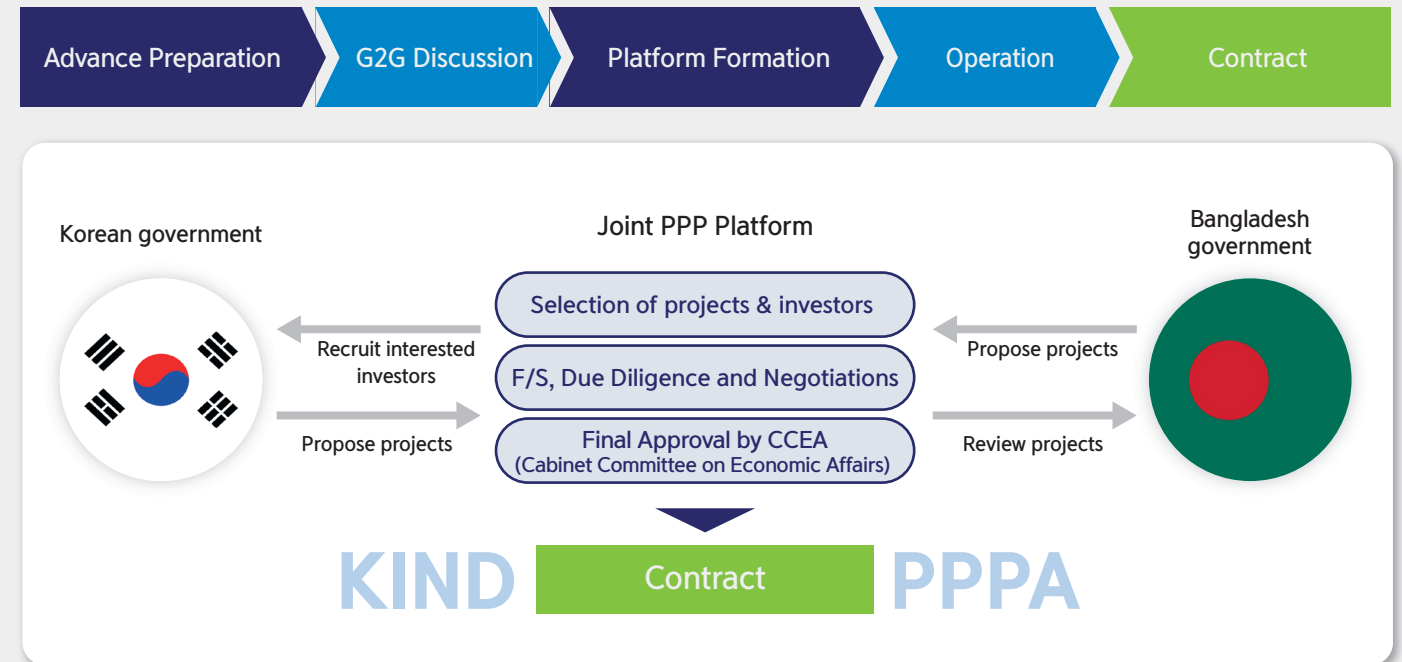 Advance Preparation
G2G Discussion
Platform Formation
Operation
Contract
Korean government
Joint PPP Platform
Bangladesh
government
Selection of projects & investors
Recruit interested
investors
Propose projects
F/S, Due Diligence and Negotiations
Propose projects
Final Approval by CCEA
(Cabinet Committee on Economic Affairs)
Review projects
KIND
Contract
PPPA